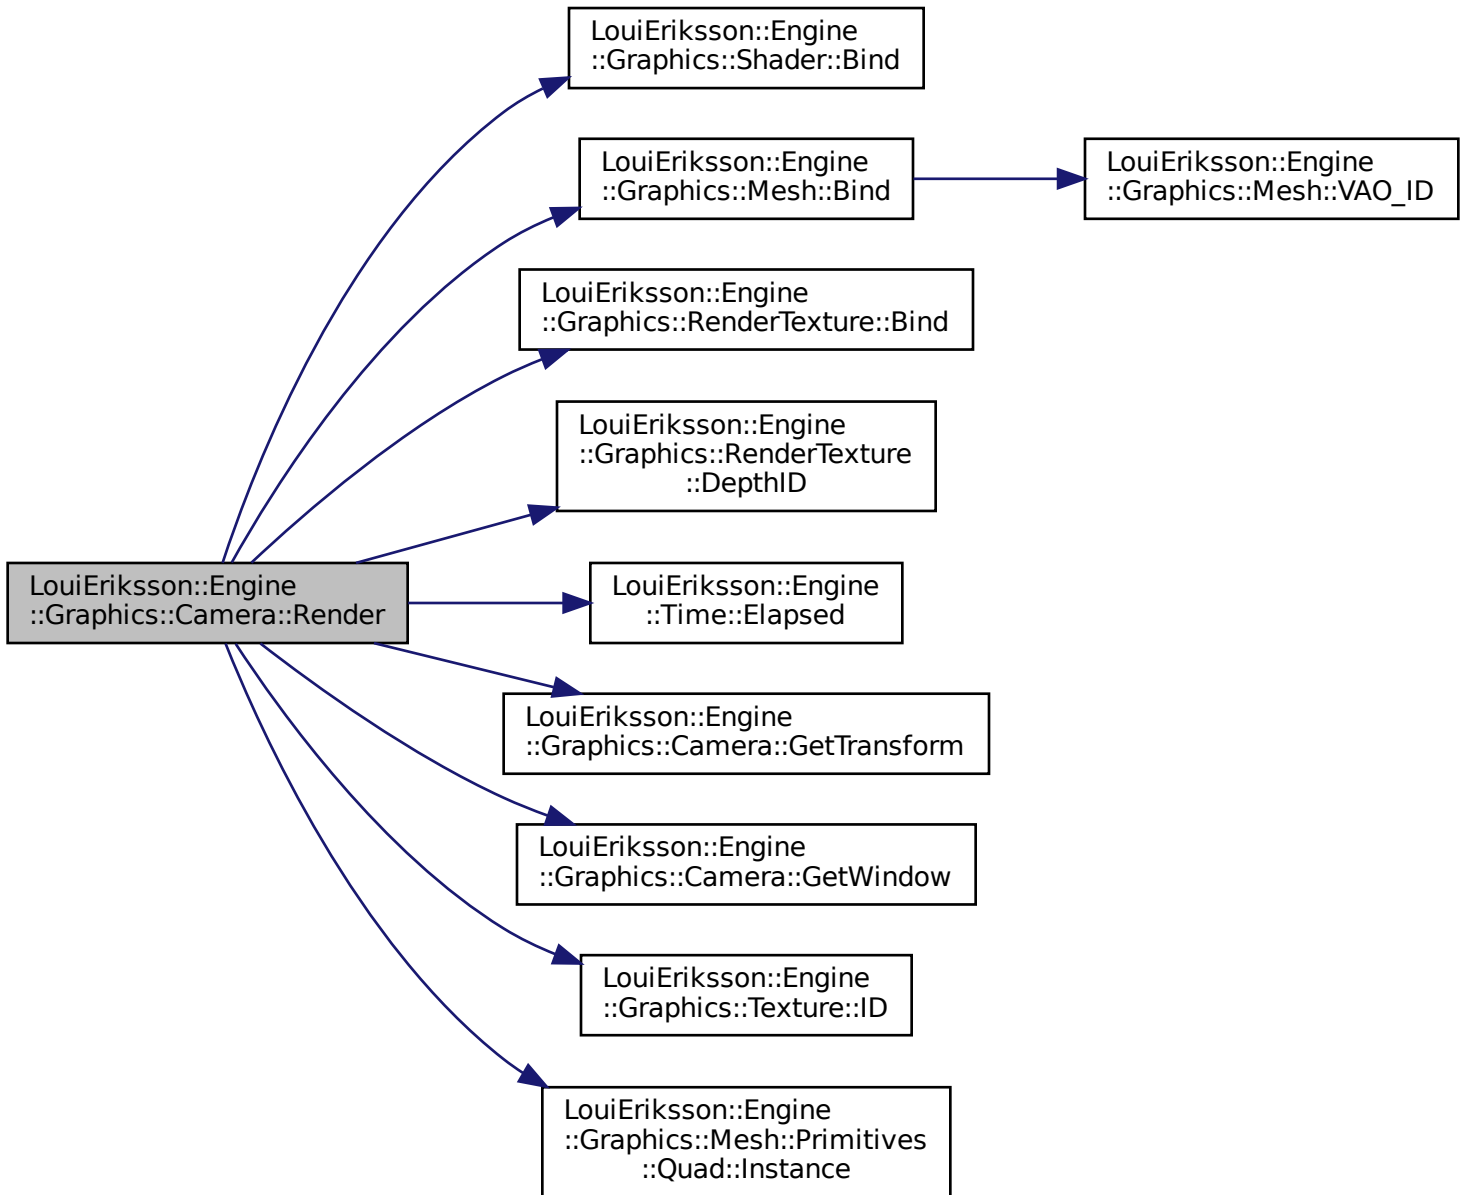 LouiEriksson::Engine
::Graphics::Shader::Bind
LouiEriksson::Engine
::Graphics::Mesh::Bind
LouiEriksson::Engine
::Graphics::Mesh::VAO_ID
LouiEriksson::Engine
::Graphics::RenderTexture::Bind
LouiEriksson::Engine
::Graphics::RenderTexture
::DepthID
LouiEriksson::Engine
::Graphics::Camera::Render
LouiEriksson::Engine
::Time::Elapsed
LouiEriksson::Engine
::Graphics::Camera::GetTransform
LouiEriksson::Engine
::Graphics::Camera::GetWindow
LouiEriksson::Engine
::Graphics::Texture::ID
LouiEriksson::Engine
::Graphics::Mesh::Primitives
::Quad::Instance